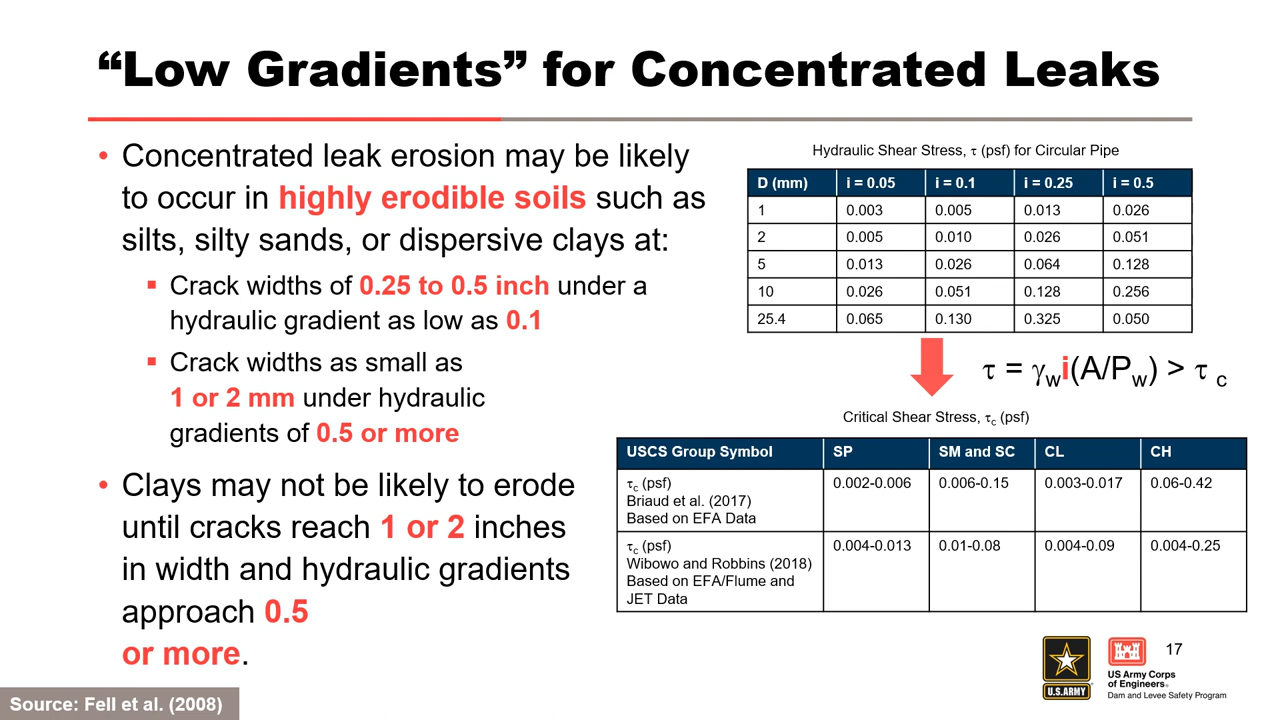 “Low Gradients” for Concentrated Leaks
• Concentrated leak erosion may be likely
to occur in highly erodible soils such as
silts, silty sands, or dispersive clays at:
▪ Crack widths of 0.25 to 0.5 inch under a
hydraulic gradient as low as 0.1
▪ Crack widths as small as
1 or 2 mm under hydraulic
gradients of 0.5 or more
• Clays may not be likely to erode
until cracks reach 1 or 2 inches
in width and hydraulic gradients
approach 0.5
or more.
Hydraulic Shear Stress, τ (psf) for Circular Pipe
D (mm) i = 0.05 i = 0.1 i = 0.25 i = 0.5
1 0.003 0.005 0.013 0.026
2 0.005 0.010 0.026 0.051
5 0.013 0.026 0.064 0.128
10 0.026 0.051 0.128 0.256
25.4 0.065 0.130 0.325 0.050
τ = γwi(A/Pw) > τ c
Critical Shear Stress, τc (psf)
USCS Group Symbol SP SM and SC CL CH
τc (psf) 0.002-0.006 0.006-0.15 0.003-0.017 0.06-0.42
Briaud et al. (2017)
Based on EFA Data
τc (psf) 0.004-0.013 0.01-0.08 0.004-0.09 0.004-0.25
Wibowo and Robbins (2018)
Based on EFA/Flume and
JET Data
U.S.ARMY
US Army Corps
of Engineers®
Dam and Levee Safety Program
17
Source: Fell et al. (2008)